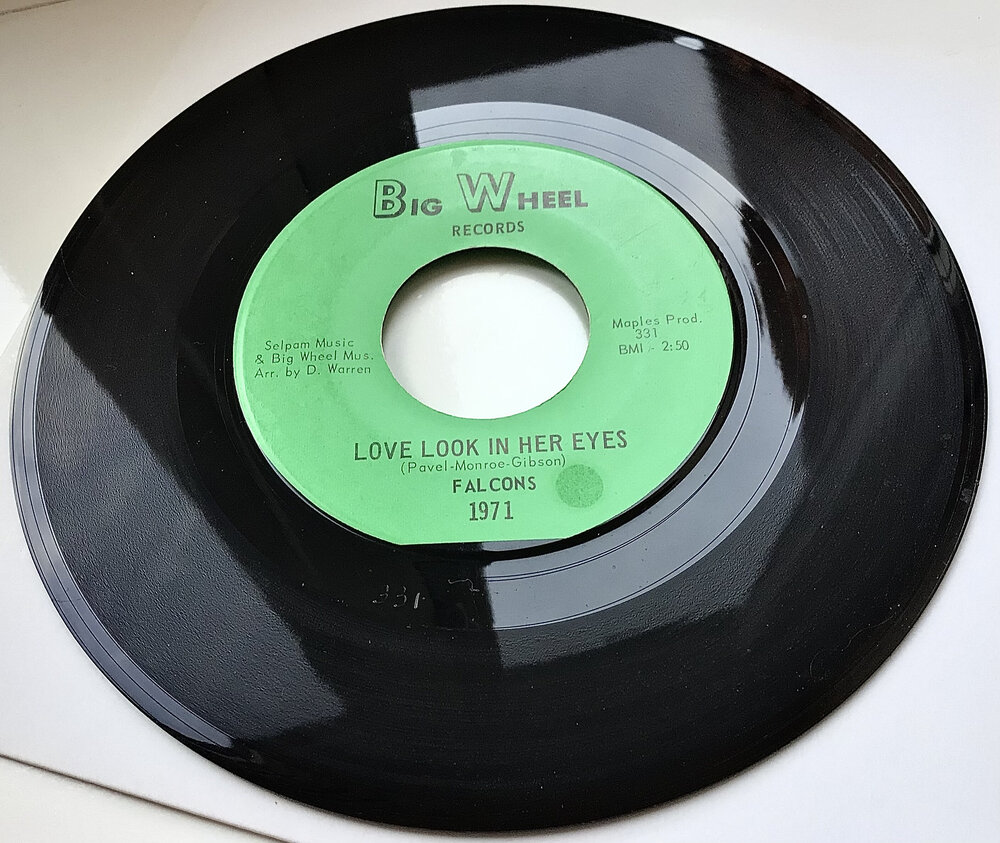 BIG WHEEL
RECORDS
Selpam Music
& Big Wheel Mus.
Arr. by D. Warren
Maples Prod.
331
BMI - 2:50
LOVE LOOK IN HER EYES
(Pavel-Monroe-Gibson)
FALCONS
1971
331